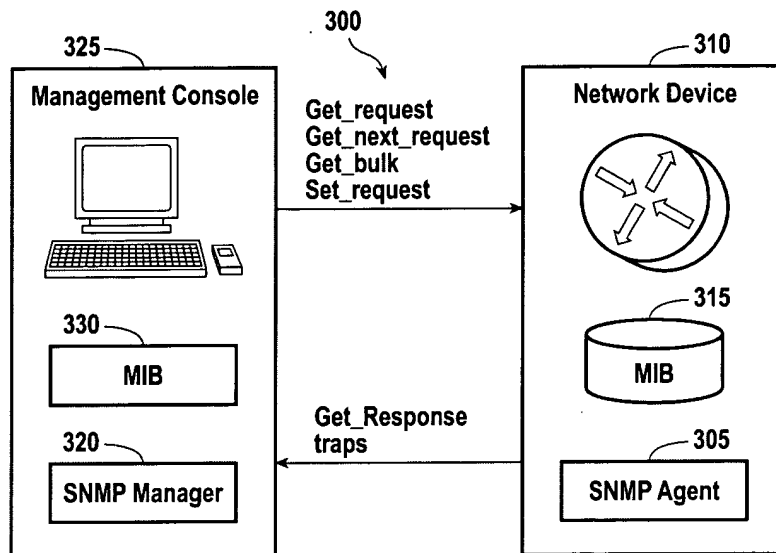 300
325
310
Management Console
Network Device
Get_request
Get_next_request
Get_bulk
Set_request
330
MIB
315
MIB
Get_Response
traps
320
SNMP Manager
305
SNMP Agent